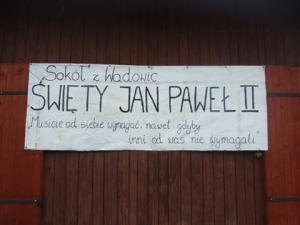 Sokół z Wadowic
ŚWIĘTY JAN PAWEŁ II
„Musicie od siebie wymagać, nawet gdyby
inni od was nie wymagali